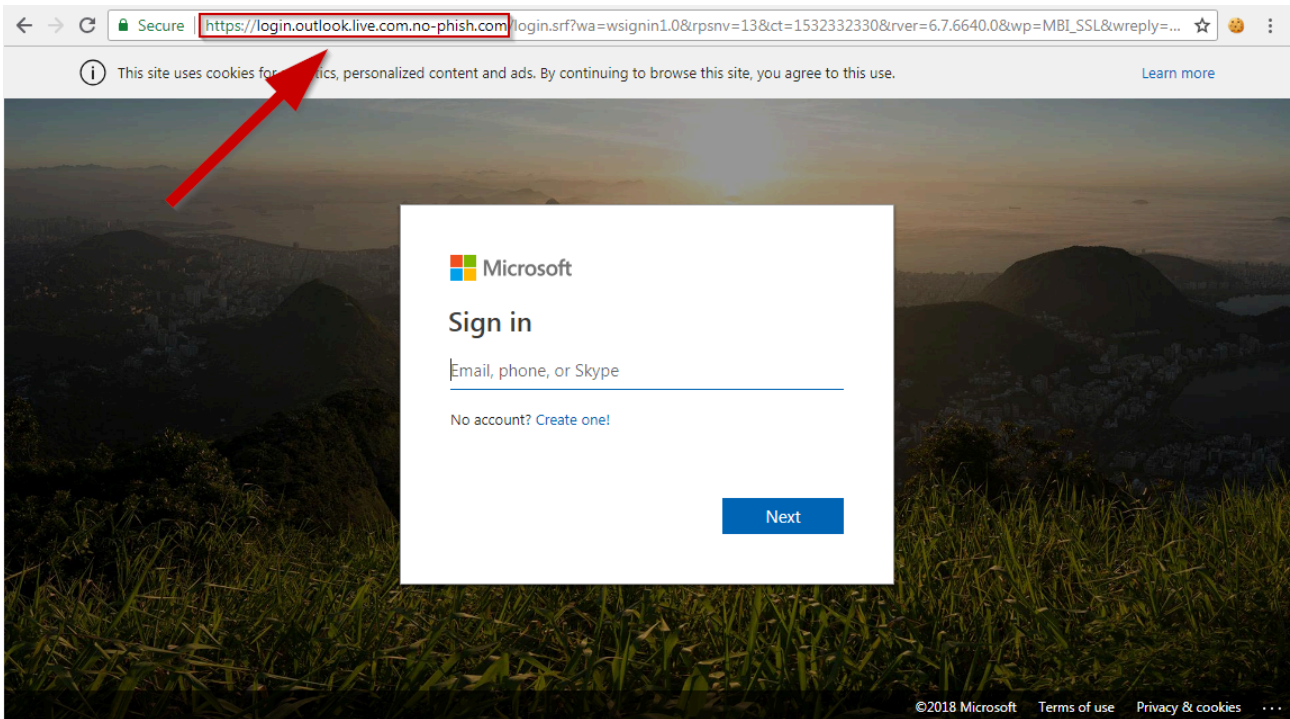 Secure https://login.outlook.live.com.no-phish.com/login.srf?wa=wsignin1.0&rpsnv=13&ct=1532332330&rver=6.7.6640.0&wp=MBI_SSL&wreply=...
This site uses cookies for tics, personalized content and ads. By continuing to browse this site, you agree to this use. Learn more
Microsoft
Sign in
Email, phone, or Skype
No account? Create one!
Next
©2018 Microsoft Terms of use Privacy & cookies ...